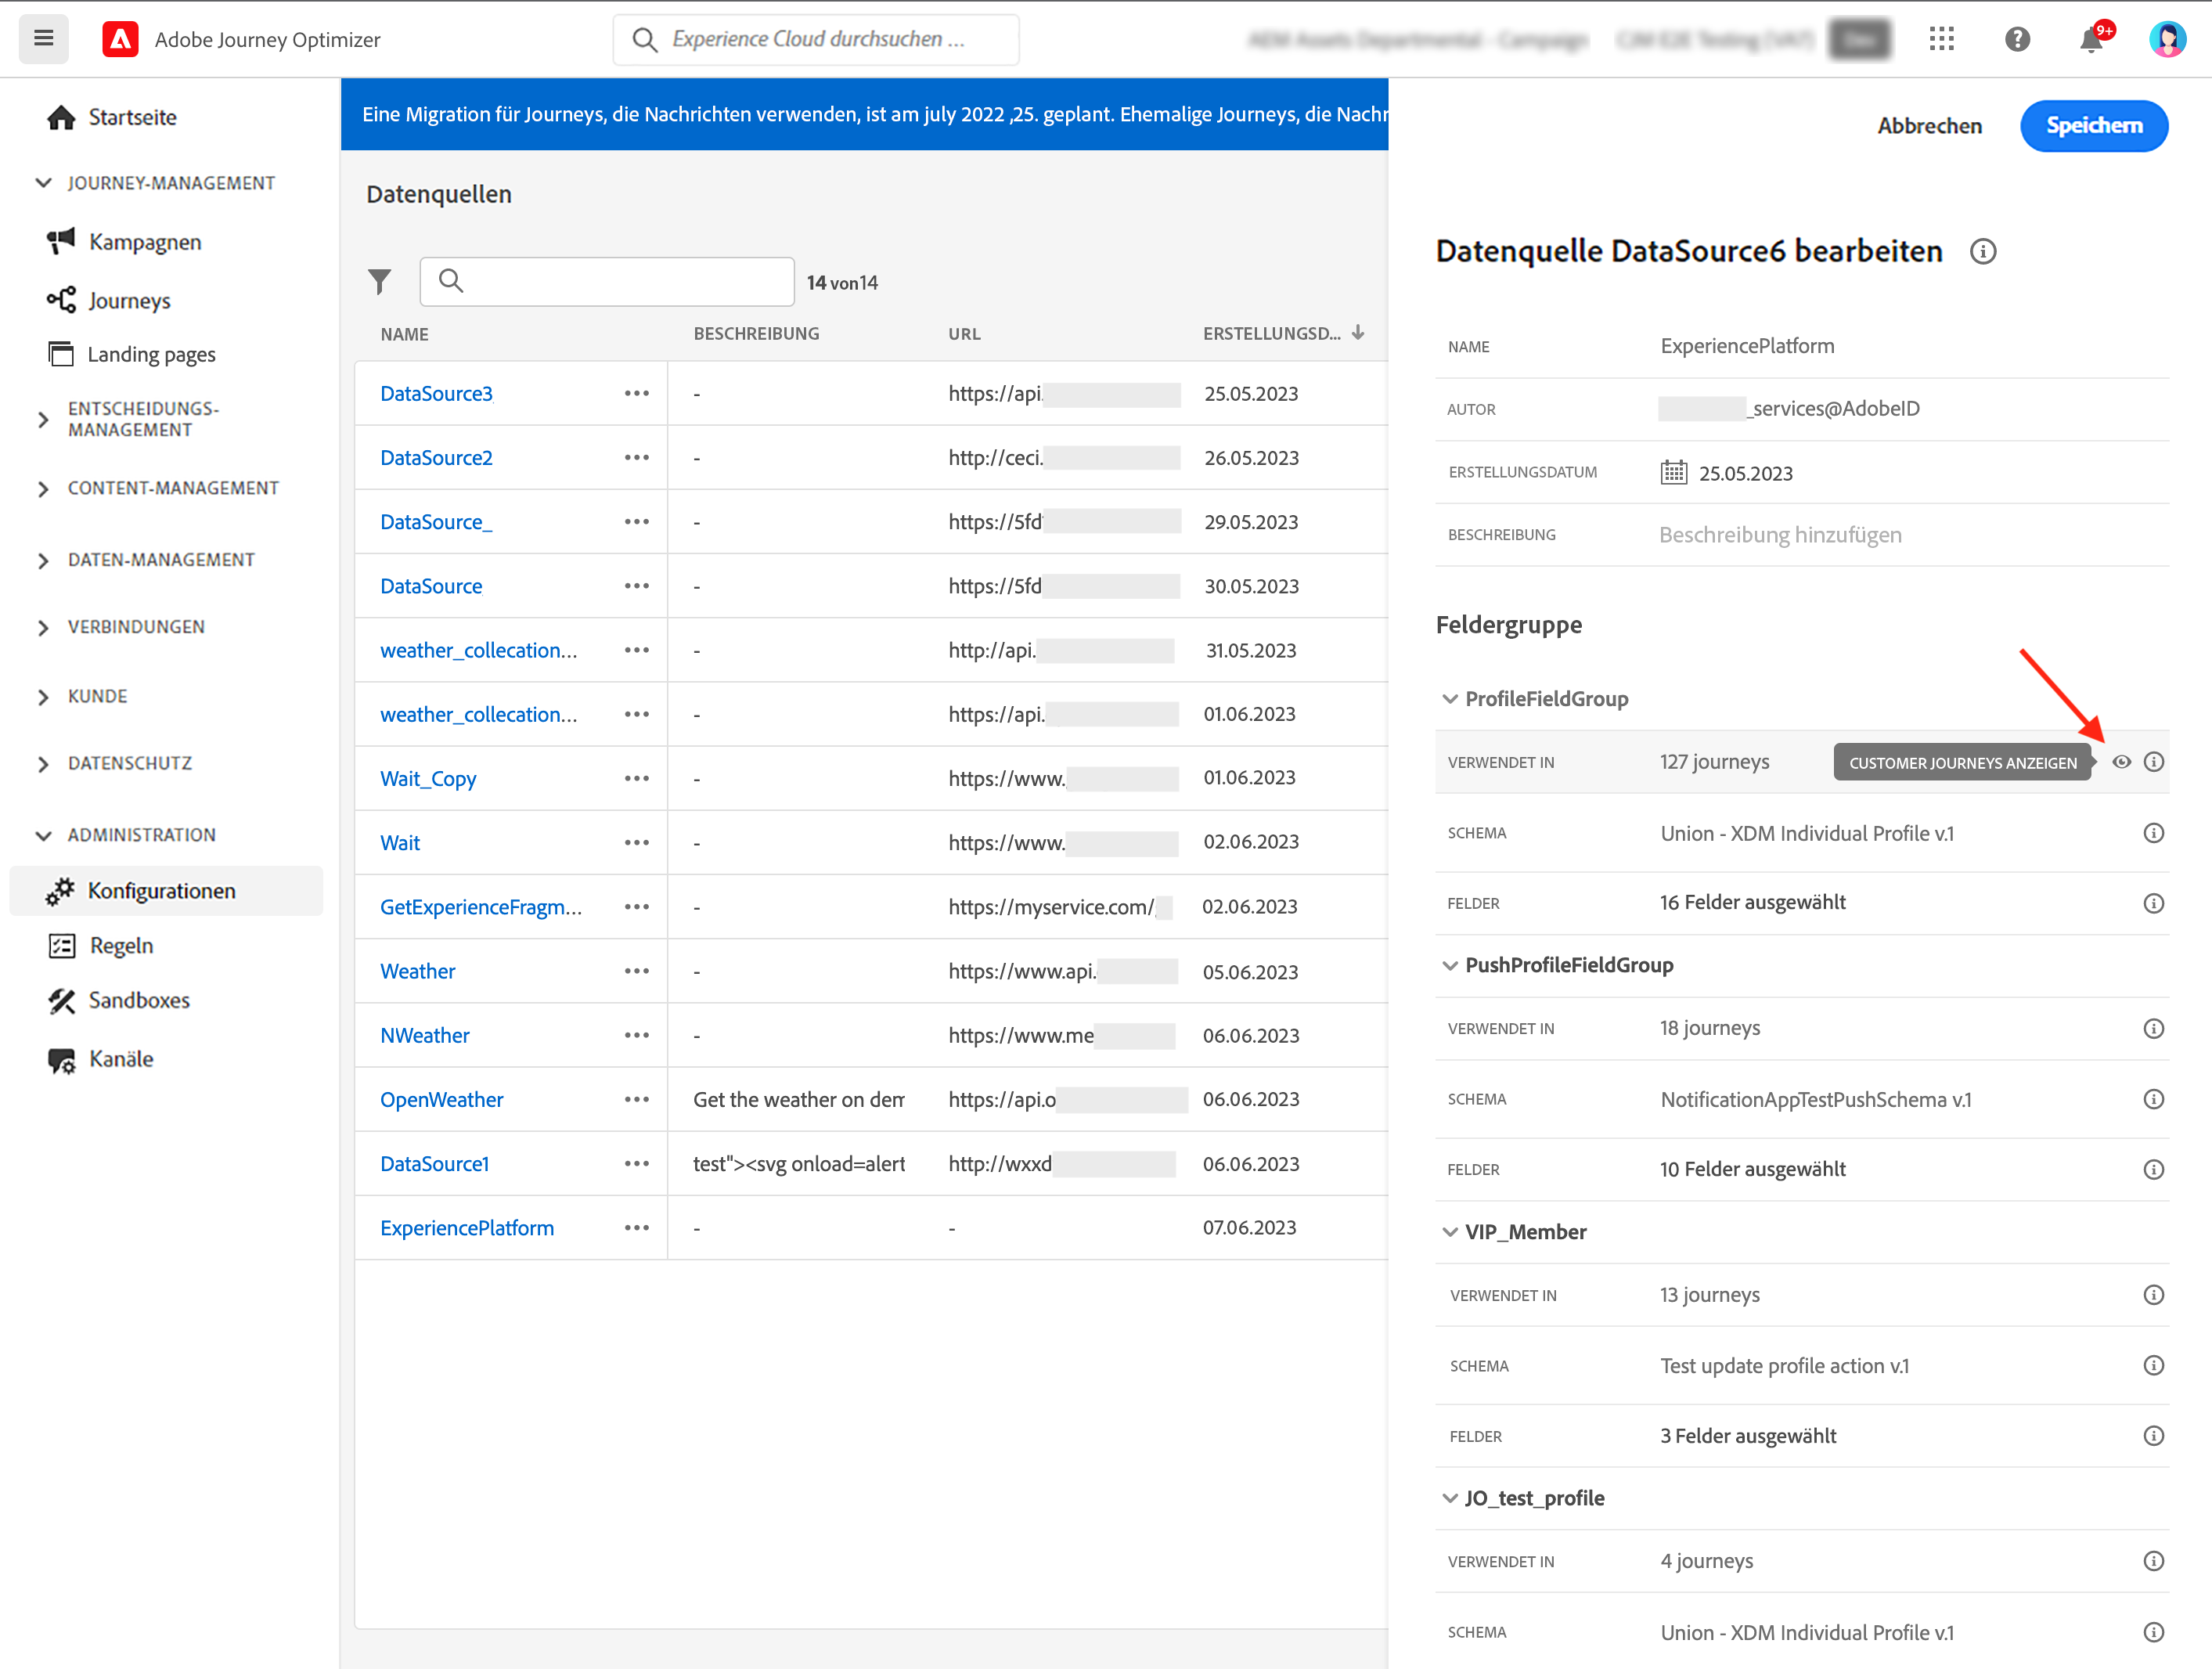 Adobe Journey Optimizer
Experience Cloud durchsuchen ...
9+
Startseite
JOURNEY-MANAGEMENT
Kampagnen
Journeys
Landing pages
ENTSCHEIDUNGS-
MANAGEMENT
CONTENT-MANAGEMENT
DATEN-MANAGEMENT
VERBINDUNGEN
KUNDE
DATENSCHUTZ
ADMINISTRATION
Konfigurationen
Regeln
Sandboxes
Kanäle
Eine Migration für Journeys, die Nachrichten verwenden, ist am july 2022 ,25. geplant. Ehemalige Journeys, die Nachr
Datenquellen
14 von14
NAME BESCHREIBUNG URL ERSTELLUNGSD...
DataSource3 ••• - https://api. 25.05.2023
DataSource2 ••• - http://ceci. 26.05.2023
DataSource_ ••• - https://5fd 29.05.2023
DataSource ••• - https://5fd 30.05.2023
weather_collecation... ••• - http://api. 31.05.2023
weather_collecation... ••• - https://api. 01.06.2023
Wait_Copy ••• - https://www. 01.06.2023
Wait ••• - https://www. 02.06.2023
GetExperienceFragm... ••• - https://myservice.com/ 02.06.2023
Weather ••• - https://www.api. 05.06.2023
NWeather ••• - https://www.me 06.06.2023
OpenWeather ••• Get the weather on dem https://api.o 06.06.2023
DataSource1 ••• test"><svg onload=alert http://wxxd 06.06.2023
ExperiencePlatform ••• - - 07.06.2023
Abbrechen Speichern
Datenquelle DataSource6 bearbeiten
NAME ExperiencePlatform
AUTOR _services@AdobeID
ERSTELLUNGSDATUM 25.05.2023
BESCHREIBUNG Beschreibung hinzufügen
Feldergruppe
ProfileFieldGroup
VERWENDET IN 127 journeys CUSTOMER JOURNEYS ANZEIGEN
SCHEMA Union - XDM Individual Profile v.1
FELDER 16 Felder ausgewählt
PushProfileFieldGroup
VERWENDET IN 18 journeys
SCHEMA NotificationAppTestPushSchema v.1
FELDER 10 Felder ausgewählt
VIP_Member
VERWENDET IN 13 journeys
SCHEMA Test update profile action v.1
FELDER 3 Felder ausgewählt
JO_test_profile
VERWENDET IN 4 journeys
SCHEMA Union - XDM Individual Profile v.1